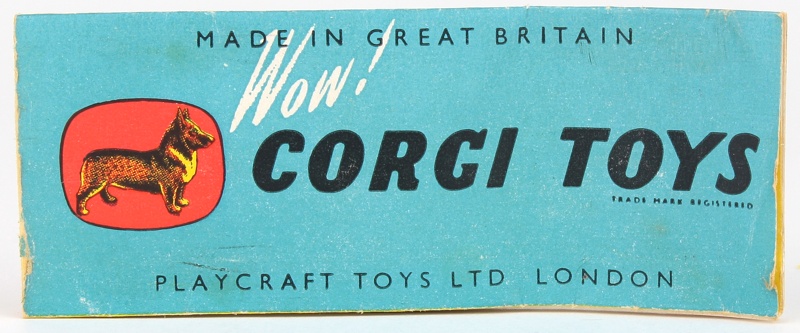 MADE IN GREAT BRITAIN
Wow!
CORGI TOYS
TRADE MARK REGISTERED
PLAYCRAFT TOYS LTD LONDON